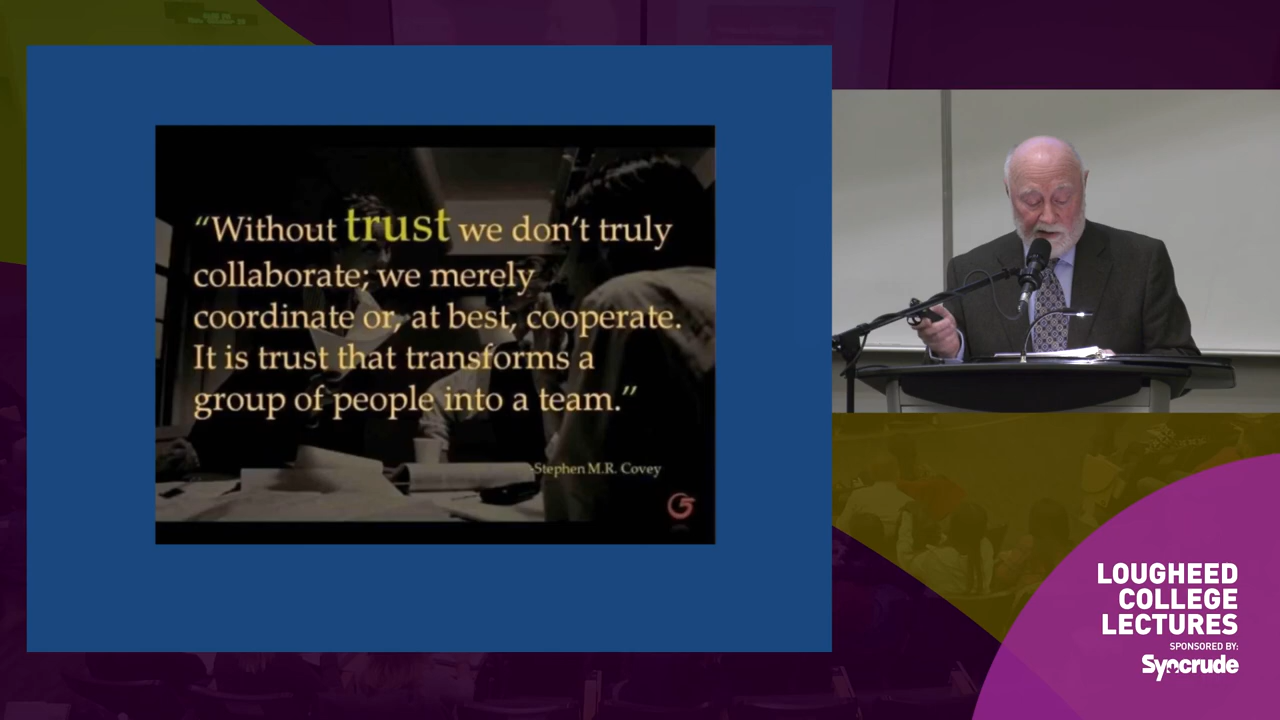 “Without trust we don’t truly
collaborate; we merely
coordinate or, at best, cooperate.
It is trust that transforms a
group of people into a team.”
-Stephen M.R. Covey
LOUGHEED
COLLEGE
LECTURES
SPONSORED BY:
Syncrude